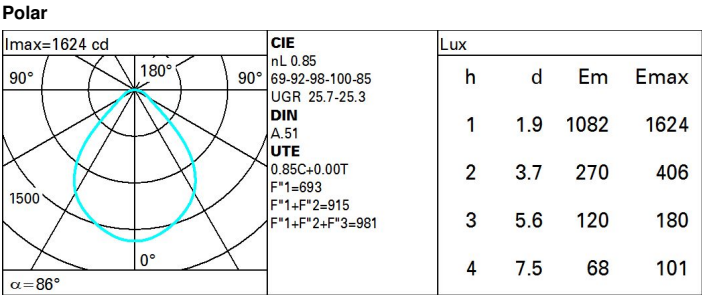 Polar
Imax=1624 cd
90° 180° 90°
1500
0°
α=86°
CIE
nL 0.85
69-92-98-100-85
UGR 25.7-25.3
DIN
A.51
UTE
0.85C+0.00T
F"1=693
F"1+F"2=915
F"1+F"2+F"3=981
Lux
h d Em Emax
1 1.9 1082 1624
2 3.7 270 406
3 5.6 120 180
4 7.5 68 101